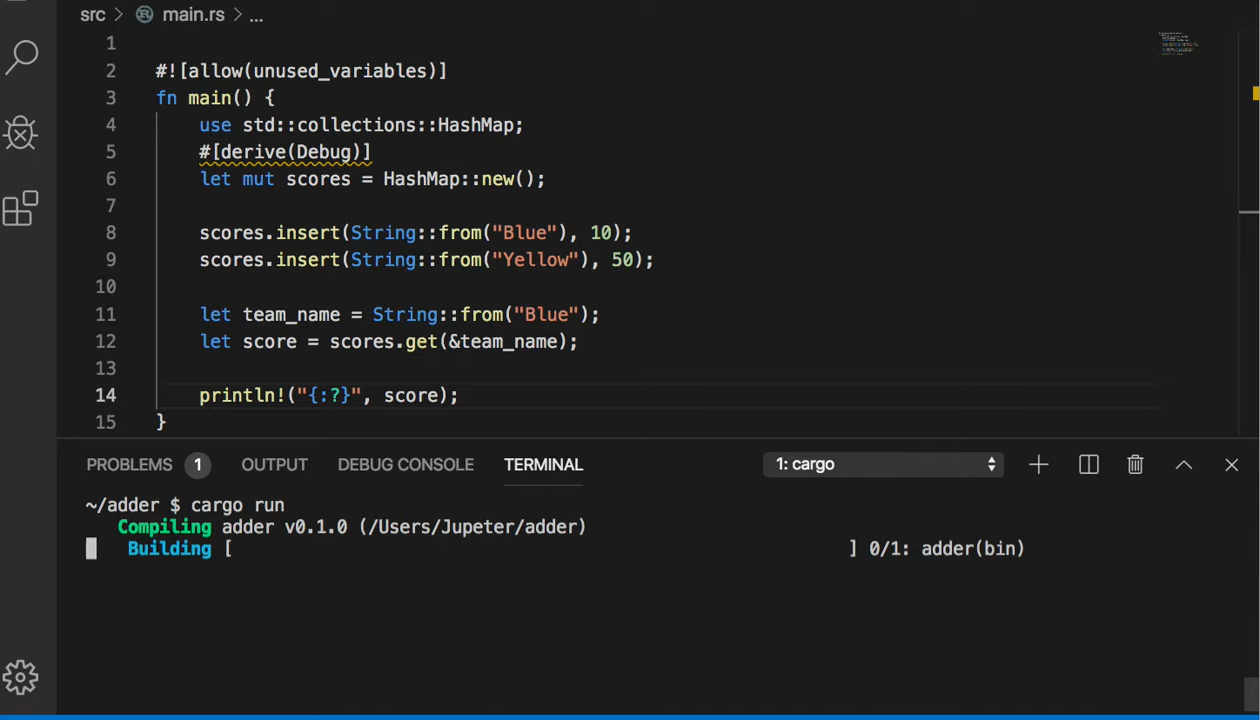 src > main.rs > ...
1
2 #![allow(unused_variables)]
3 fn main() {
4 use std::collections::HashMap;
5 #[derive(Debug)]
6 let mut scores = HashMap::new();
7
8 scores.insert(String::from("Blue"), 10);
9 scores.insert(String::from("Yellow"), 50);
10
11 let team_name = String::from("Blue");
12 let score = scores.get(&team_name);
13
14 println!("{:?}", score);
15 }
PROBLEMS 1 OUTPUT DEBUG CONSOLE TERMINAL 1: cargo
~/adder $ cargo run
Compiling adder v0.1.0 (/Users/Jupeter/adder)
Building [ ] 0/1: adder(bin)